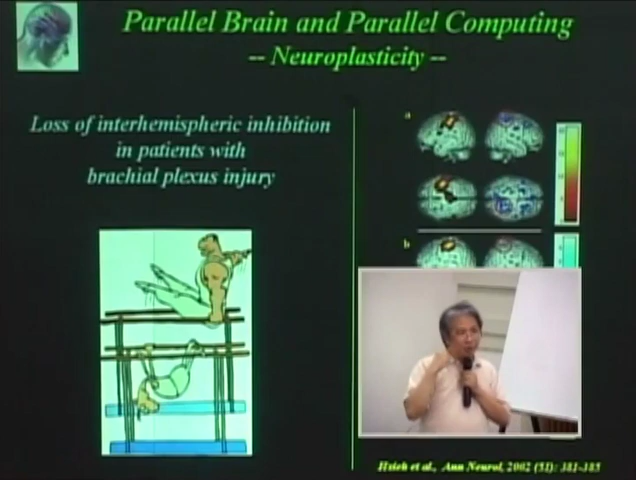 Parallel Brain and Parallel Computing
-- Neuroplasticity --
Loss of interhemispheric inhibition
in patients with
brachial plexus injury
a
b
Hsieh et al., Ann Neurol, 2002 (51): 381-385